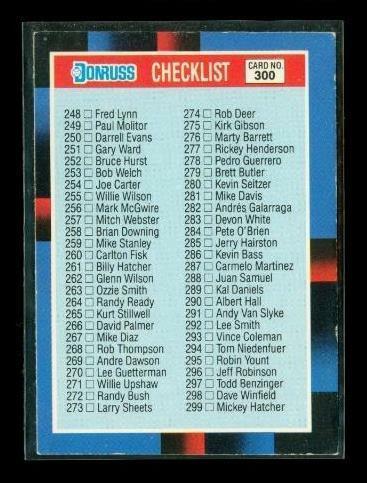 DONRUSS CHECKLIST CARD NO. 300
248 □ Fred Lynn
249 □ Paul Molitor
250 □ Darrell Evans
251 □ Gary Ward
252 □ Bruce Hurst
253 □ Bob Welch
254 □ Joe Carter
255 □ Willie Wilson
256 □ Mark McGwire
257 □ Mitch Webster
258 □ Brian Downing
259 □ Mike Stanley
260 □ Carlton Fisk
261 □ Billy Hatcher
262 □ Glenn Wilson
263 □ Ozzie Smith
264 □ Randy Ready
265 □ Kurt Stillwell
266 □ David Palmer
267 □ Mike Diaz
268 □ Rob Thompson
269 □ Andre Dawson
270 □ Lee Guetterman
271 □ Willie Upshaw
272 □ Randy Bush
273 □ Larry Sheets
274 □ Rob Deer
275 □ Kirk Gibson
276 □ Marty Barrett
277 □ Rickey Henderson
278 □ Pedro Guerrero
279 □ Brett Butler
280 □ Kevin Seitzer
281 □ Mike Davis
282 □ Andrés Galarraga
283 □ Devon White
284 □ Pete O'Brien
285 □ Jerry Hairston
286 □ Kevin Bass
287 □ Carmelo Martinez
288 □ Juan Samuel
289 □ Kal Daniels
290 □ Albert Hall
291 □ Andy Van Slyke
292 □ Lee Smith
293 □ Vince Coleman
294 □ Tom Niedenfuer
295 □ Robin Yount
296 □ Jeff Robinson
297 □ Todd Benzinger
298 □ Dave Winfield
299 □ Mickey Hatcher